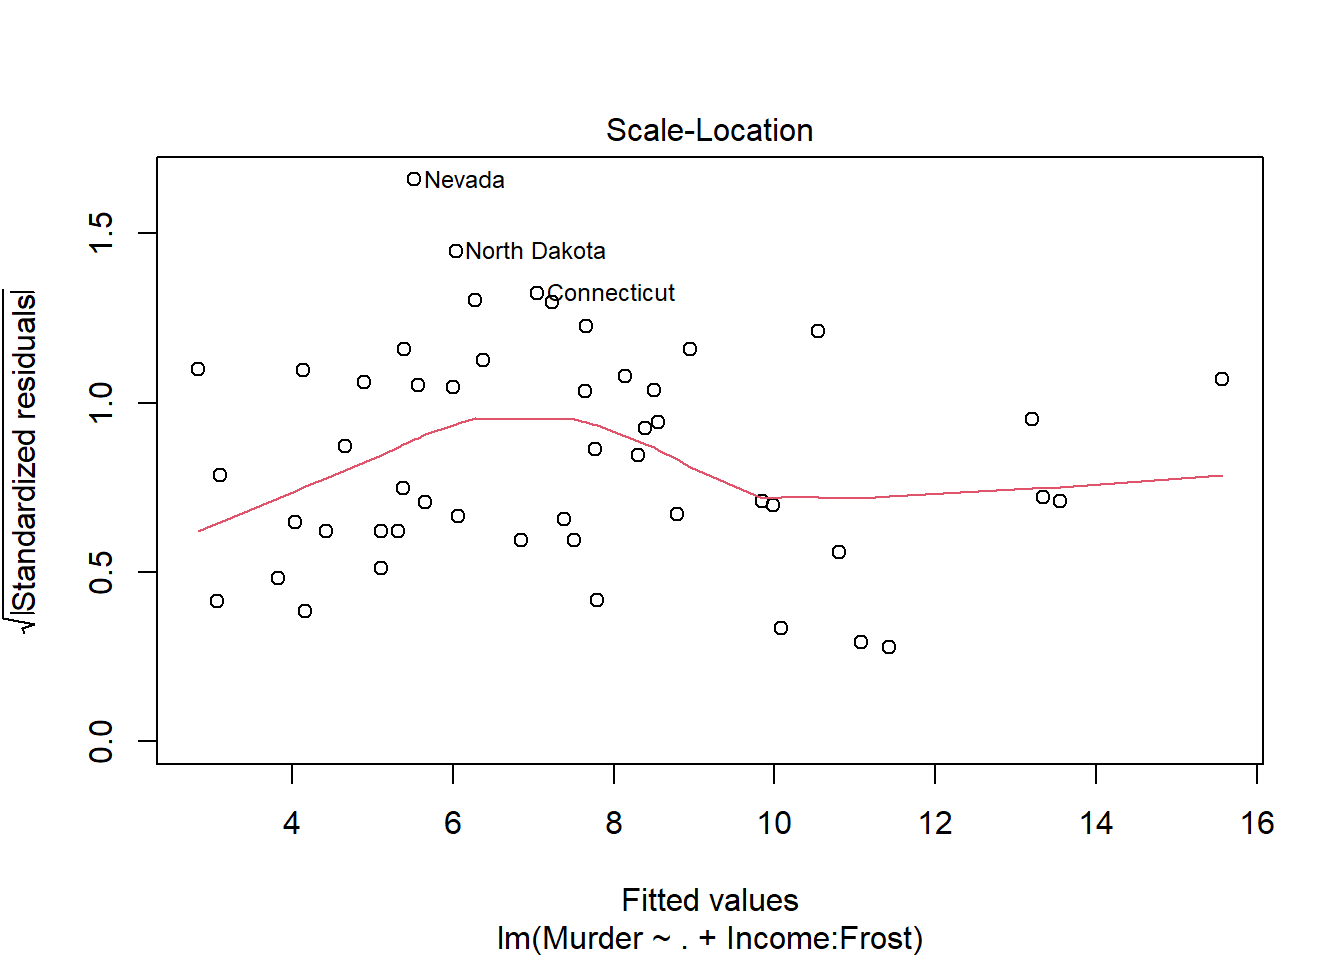 Scale-Location
Nevada
North Dakota
Connecticut
√|Standardized residuals|
1.5
1.0
0.5
0.0
4 6 8 10 12 14 16
Fitted values
lm(Murder ~ . + Income:Frost)